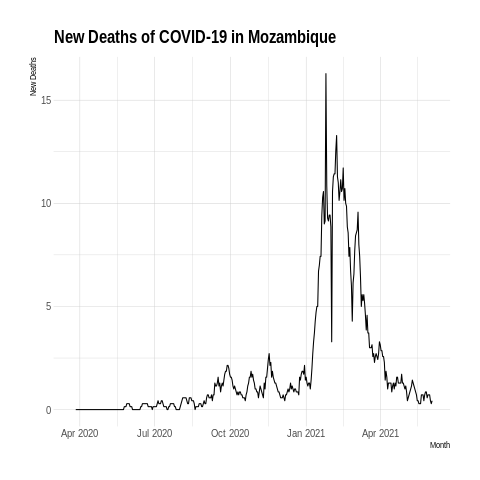 New Deaths of COVID-19 in Mozambique
New Deaths
15
10
5
0
Apr 2020 Jul 2020 Oct 2020 Jan 2021 Apr 2021
Month